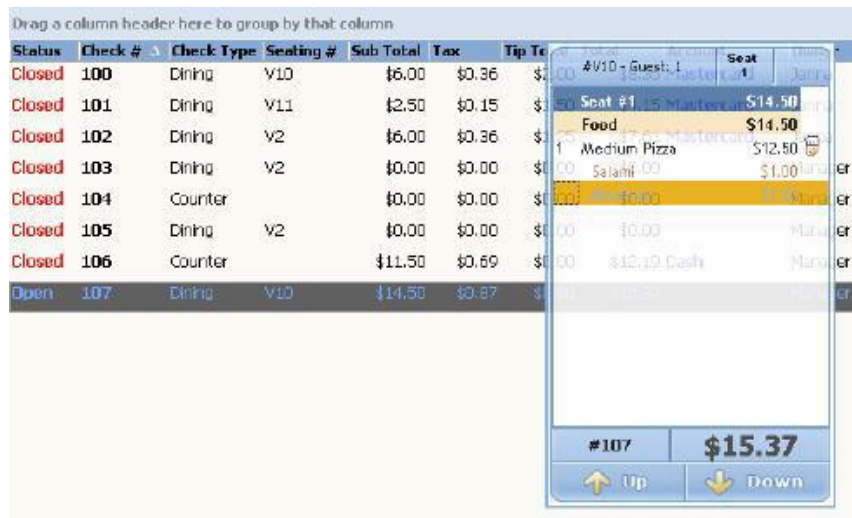 Drag a column header here to group by that column
Status Check # Check Type Seating # Sub Total Tax Tip
Closed 100 Dining V10 $6.00 $0.36
Closed 101 Dining V11 $2.50 $0.15
Closed 102 Dining V2 $6.00 $0.36
Closed 103 Dining V2 $0.00 $0.00
Closed 104 Counter $0.00 $0.00
Closed 105 Dining V2 $0.00 $0.00
Closed 106 Counter $11.50 $0.69 $12.19 Cash
Open 107 Dining V10 $14.50 $0.87
#V10 - Guest: 1 Seat 1
Seat #1 $14.50
Food $14.50
1 Medium Pizza $12.50
Salami $1.00
#107 $15.37
Up Down